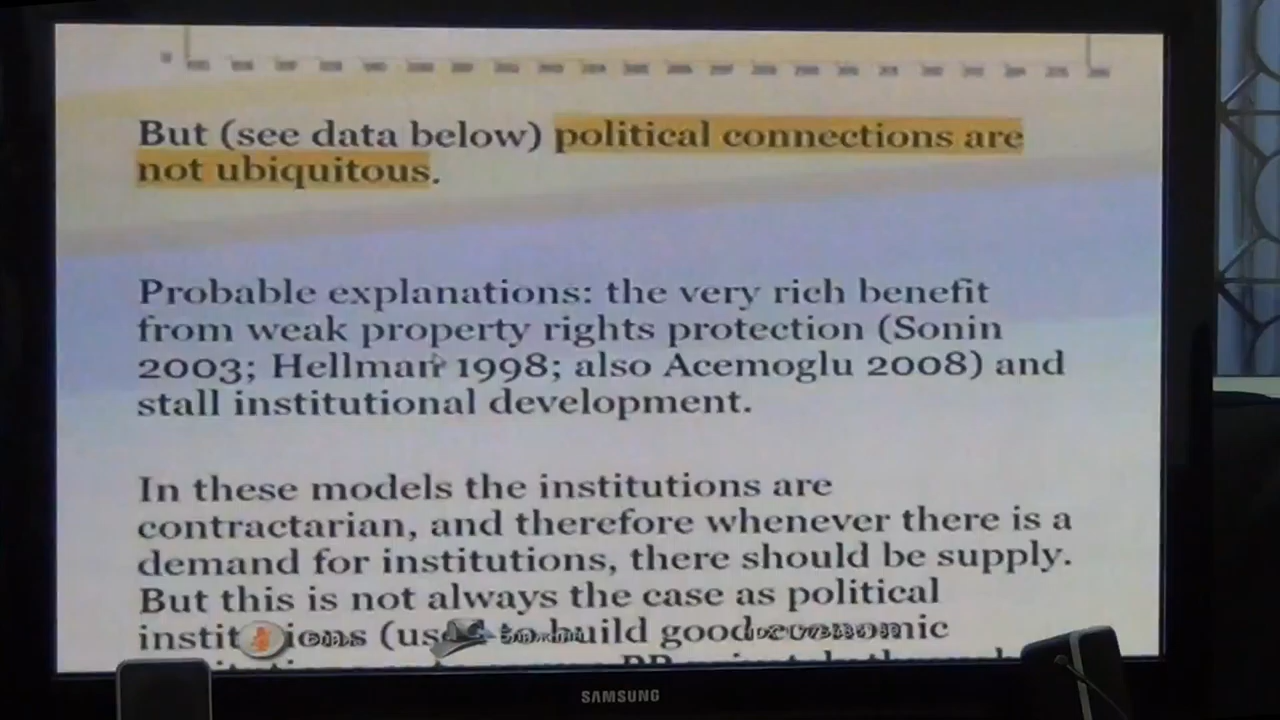 But (see data below) political connections are
not ubiquitous.
Probable explanations: the very rich benefit
from weak property rights protection (Sonin
2003; Hellman 1998; also Acemoglu 2008) and
stall institutional development.
In these models the institutions are
contractarian, and therefore whenever there is a
demand for institutions, there should be supply.
But this is not always the case as political
to build good
SAMSUNG